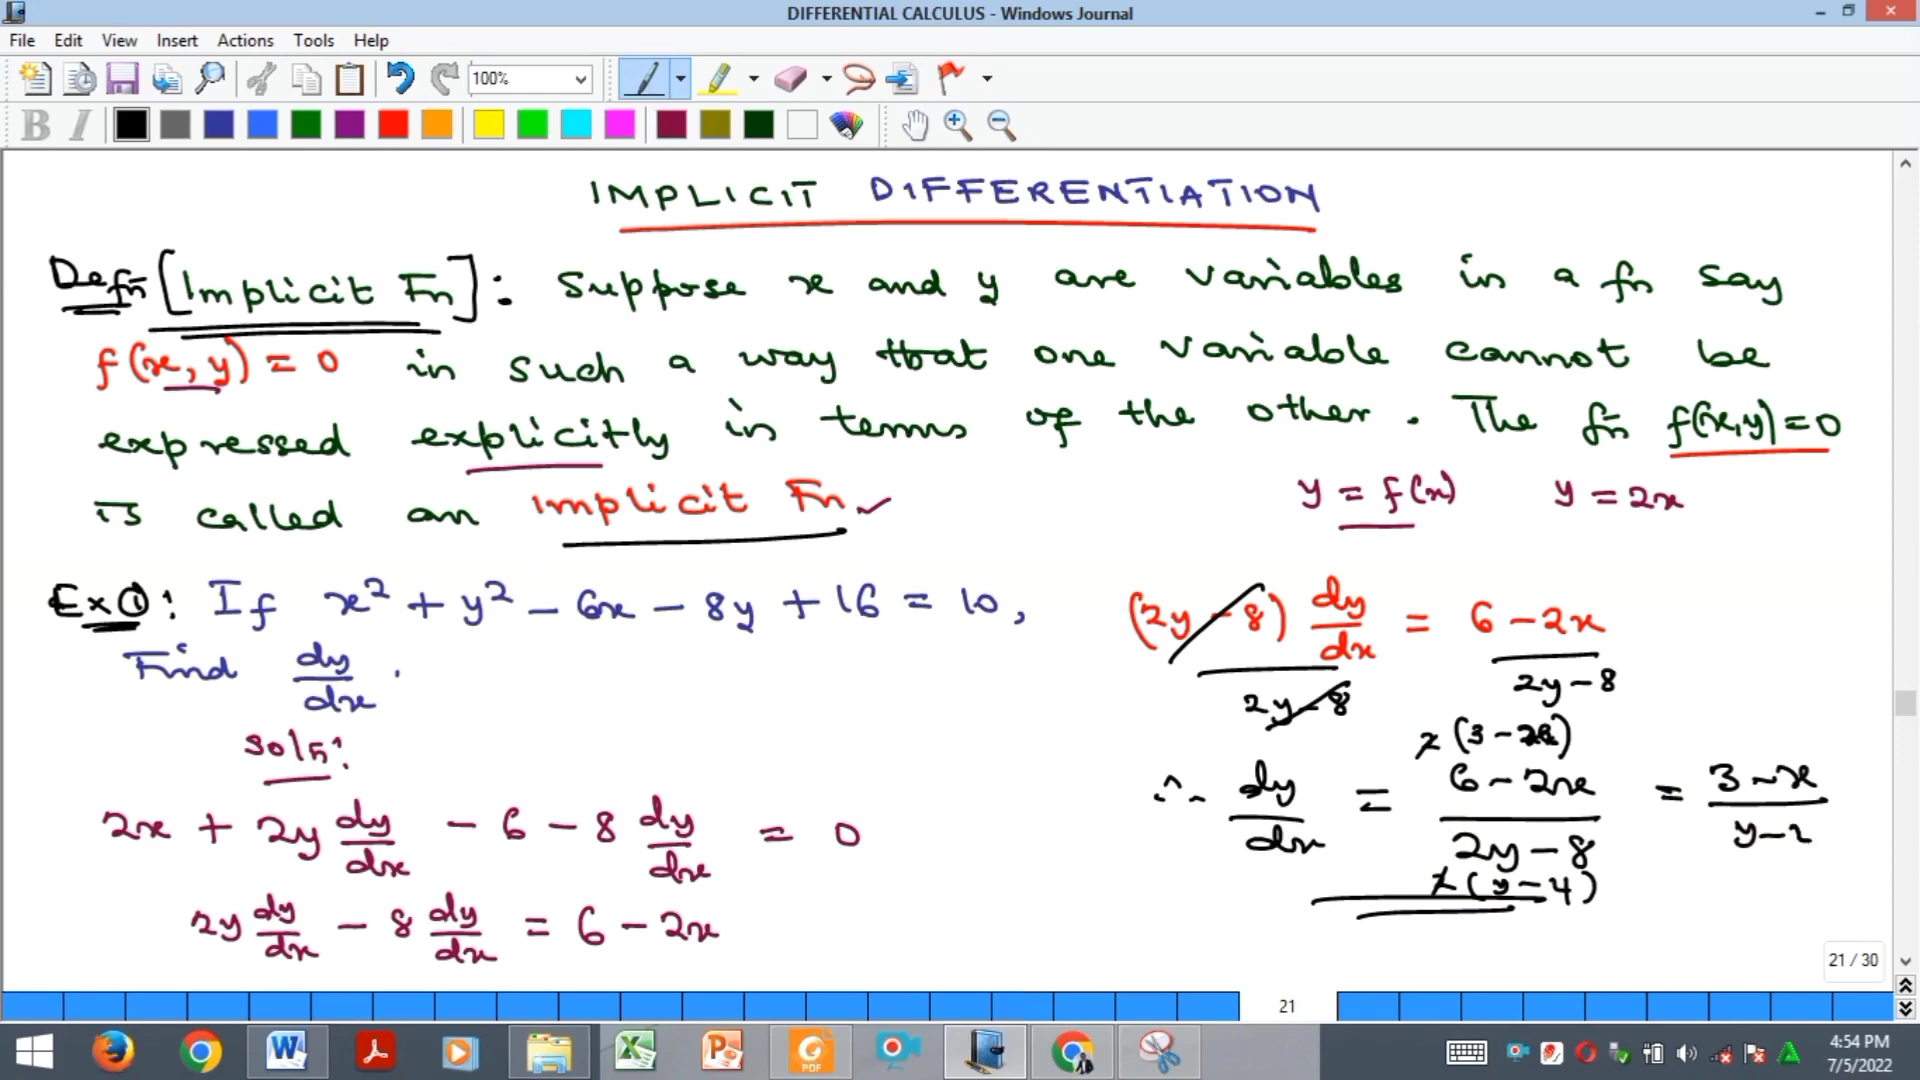 DIFFERENTIAL CALCULUS - Windows Journal
File Edit View Insert Actions Tools Help
100%
B I
IMPLICIT DIFFERENTIATION
Defn [Implicit Fn]: Suppose x and y are variables in a fn say
f(x, y) = 0 in such a way that one variable cannot be
expressed explicitly in terms of the other. The fn f(x,y) = 0
is called an Implicit Fn ✓
y = f(x) y = 2x
Ex①: If x² + y² - 6x - 8y + 16 = 10,
Find dy/dx.
Soln:
2x + 2y dy/dx - 6 - 8 dy/dx = 0
2y dy/dx - 8 dy/dx = 6 - 2x
(2y - 8) dy/dx = 6 - 2x
2y - 8 2y - 8
2(3 - x)
∴ dy/dx = 6 - 2x / 2y - 8 = 3 - x / y - 2
2(y - 4)
21 / 30
21
PDF
4:54 PM
7/5/2022